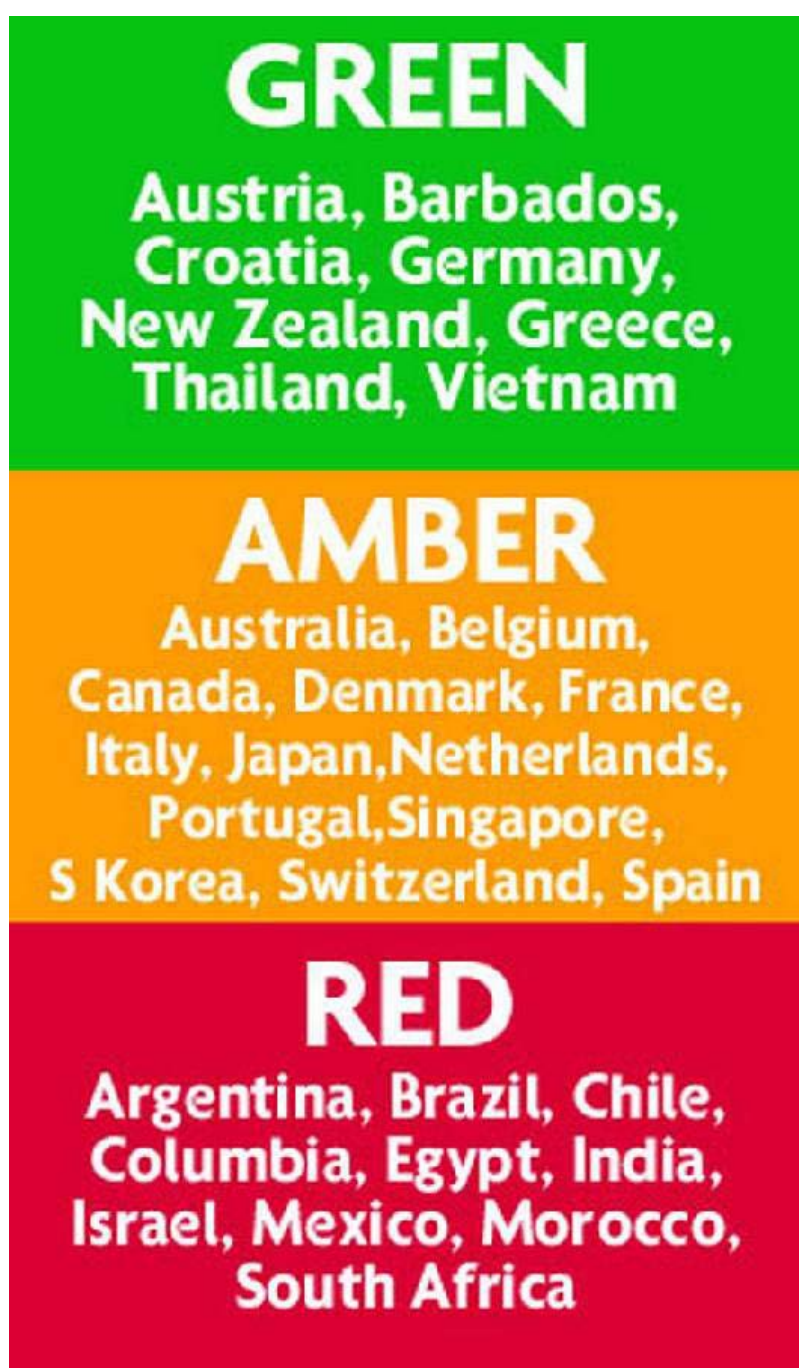 GREEN
Austria, Barbados,
Croatia, Germany,
New Zealand, Greece,
Thailand, Vietnam
AMBER
Australia, Belgium,
Canada, Denmark, France,
Italy, Japan,Netherlands,
Portugal,Singapore,
S Korea, Switzerland, Spain
RED
Argentina, Brazil, Chile,
Columbia, Egypt, India,
Israel, Mexico, Morocco,
South Africa